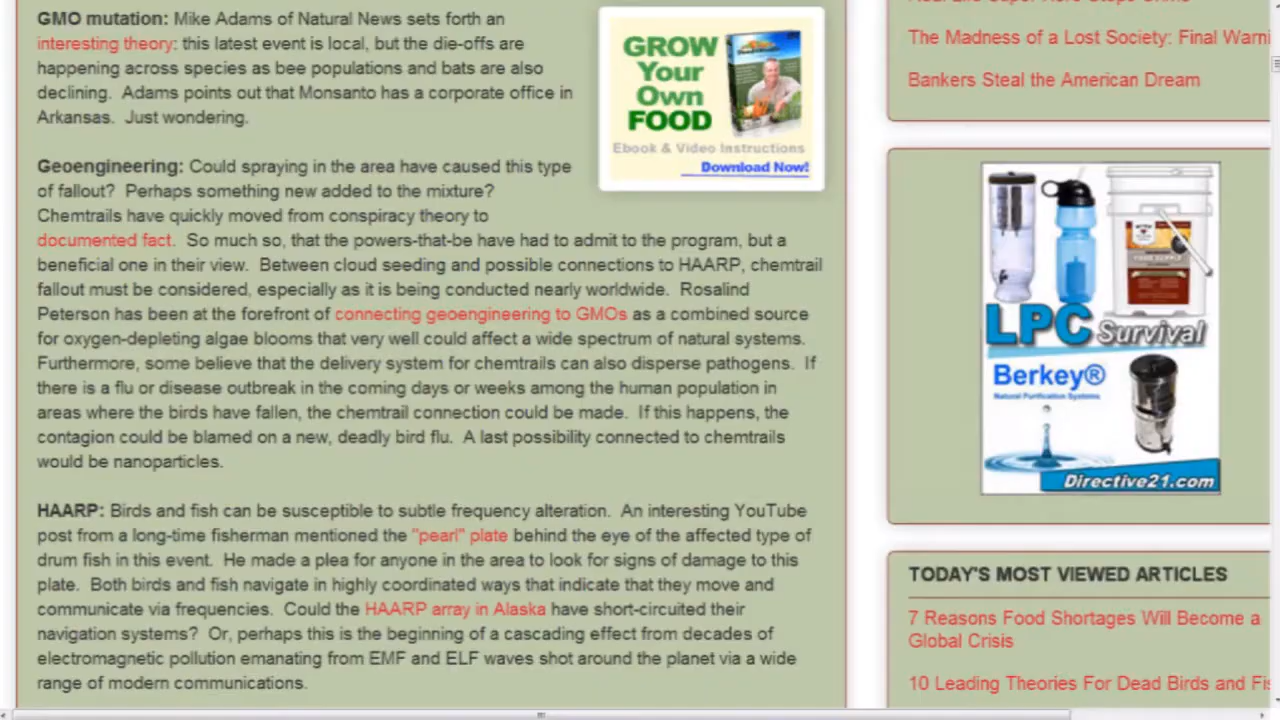 GMO mutation: Mike Adams of Natural News sets forth an
interesting theory: this latest event is local, but the die-offs are
happening across species as bee populations and bats are also
declining. Adams points out that Monsanto has a corporate office in
Arkansas. Just wondering.
GROW
Your
Own
FOOD
Ebook & Video Instructions
Download Now!
Geoengineering: Could spraying in the area have caused this type
of fallout? Perhaps something new added to the mixture?
Chemtrails have quickly moved from conspiracy theory to
documented fact. So much so, that the powers-that-be have had to admit to the program, but a
beneficial one in their view. Between cloud seeding and possible connections to HAARP, chemtrail
fallout must be considered, especially as it is being conducted nearly worldwide. Rosalind
Peterson has been at the forefront of connecting geoengineering to GMOs as a combined source
for oxygen-depleting algae blooms that very well could affect a wide spectrum of natural systems.
Furthermore, some believe that the delivery system for chemtrails can also disperse pathogens. If
there is a flu or disease outbreak in the coming days or weeks among the human population in
areas where the birds have fallen, the chemtrail connection could be made. If this happens, the
contagion could be blamed on a new, deadly bird flu. A last possibility connected to chemtrails
would be nanoparticles.
HAARP: Birds and fish can be susceptible to subtle frequency alteration. An interesting YouTube
post from a long-time fisherman mentioned the "pearl" plate behind the eye of the affected type of
drum fish in this event. He made a plea for anyone in the area to look for signs of damage to this
plate. Both birds and fish navigate in highly coordinated ways that indicate that they move and
communicate via frequencies. Could the HAARP array in Alaska have short-circuited their
navigation systems? Or, perhaps this is the beginning of a cascading effect from decades of
electromagnetic pollution emanating from EMF and ELF waves shot around the planet via a wide
range of modern communications.
The Madness of a Lost Society: Final Warni
Bankers Steal the American Dream
FOOD SUPPLY
LPC Survival
Berkey®
Natural Purification Systems
Directive21.com
TODAY'S MOST VIEWED ARTICLES
7 Reasons Food Shortages Will Become a
Global Crisis
10 Leading Theories For Dead Birds and Fis